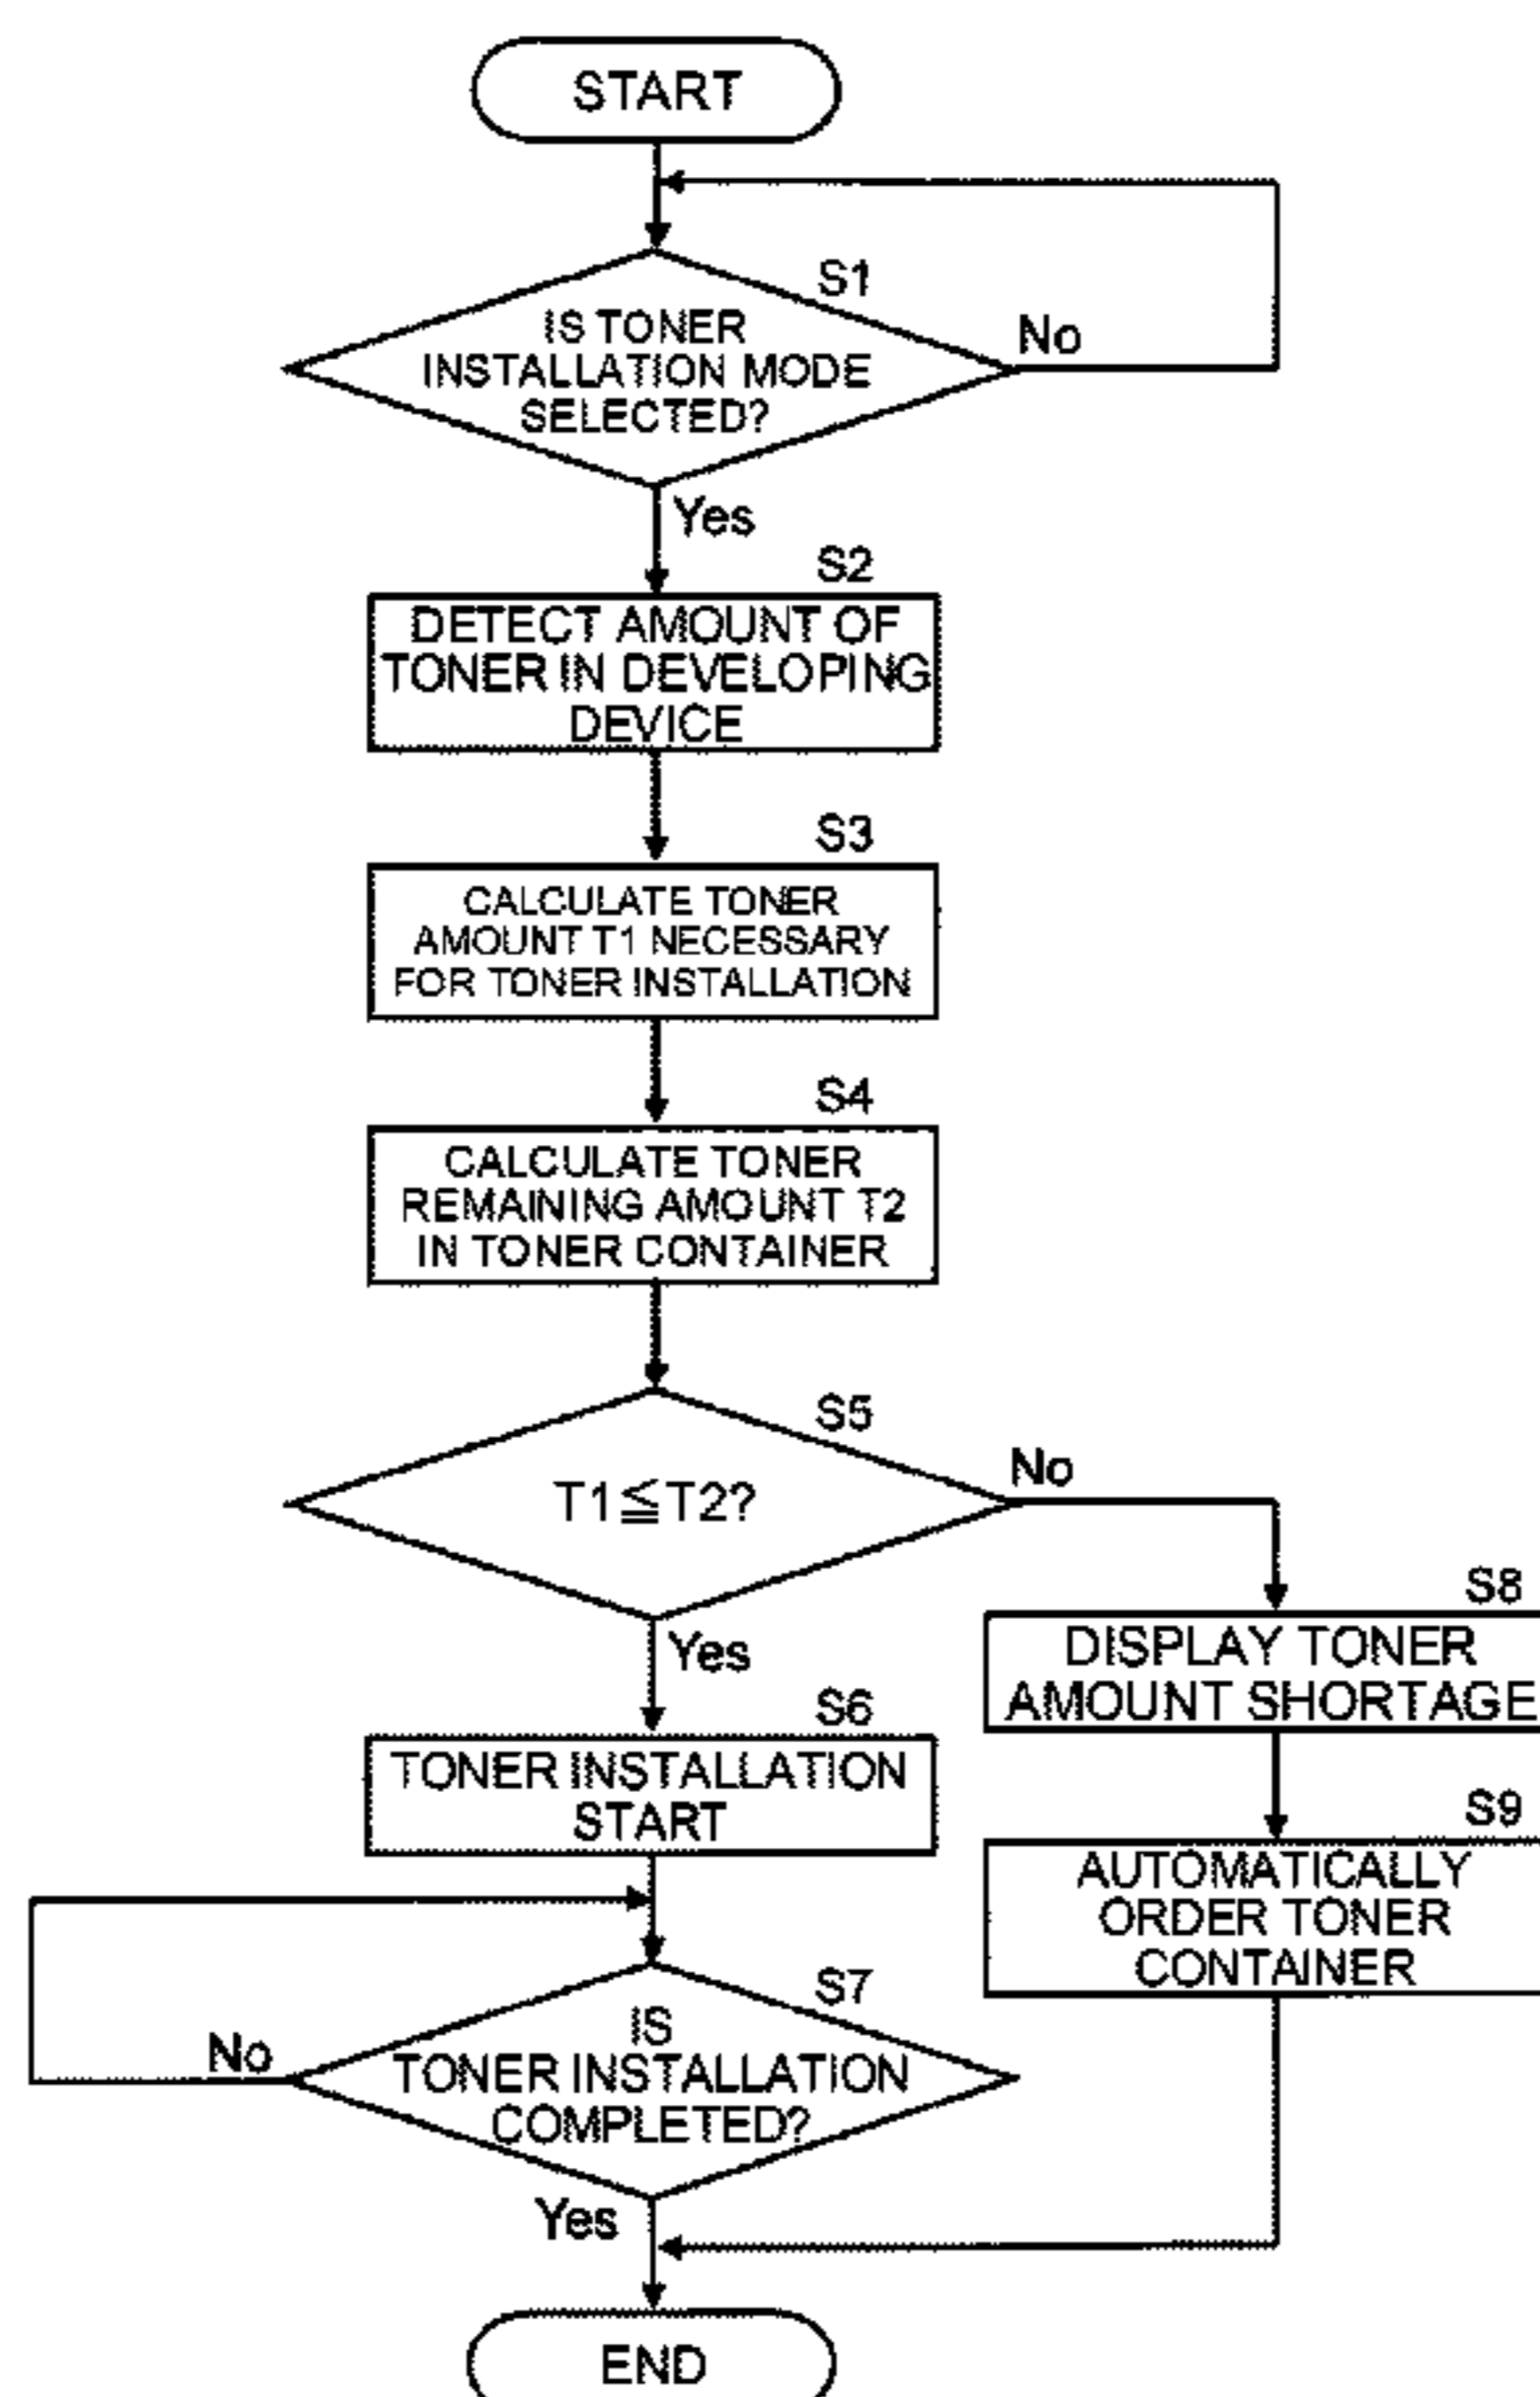 START
S1
IS TONER
INSTALLATION MODE
SELECTED?
No
Yes
S2
DETECT AMOUNT OF
TONER IN DEVELOPING
DEVICE
S3
CALCULATE TONER
AMOUNT T1 NECESSARY
FOR TONER INSTALLATION
S4
CALCULATE TONER
REMAINING AMOUNT T2
IN TONER CONTAINER
S5
T1≦T2?
No
Yes
S8
DISPLAY TONER
AMOUNT SHORTAGE
S6
TONER INSTALLATION
START
S9
AUTOMATICALLY
ORDER TONER
CONTAINER
S7
IS
TONER INSTALLATION
COMPLETED?
No
Yes
END